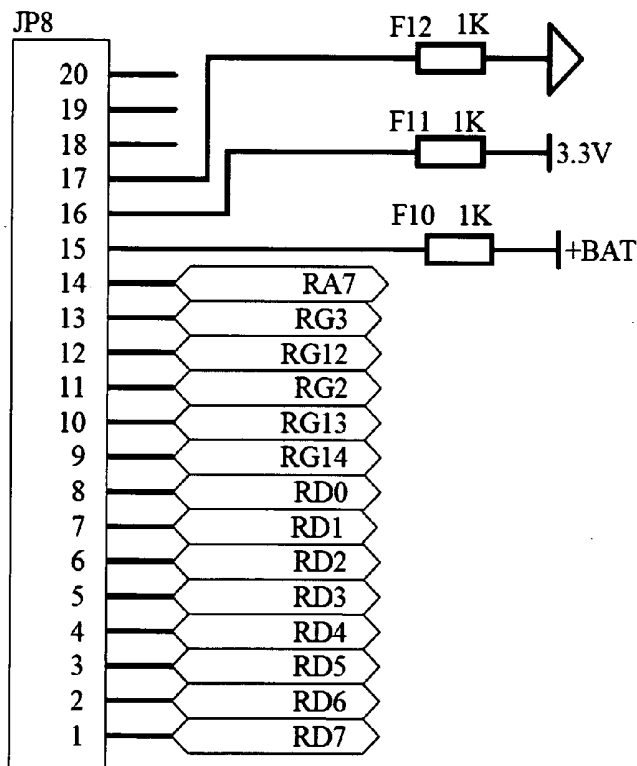 JP8
F12 1K
20
19
18
F11 1K
17
3.3V
16
F10 1K
15
+BAT
14 RA7
13 RG3
12 RG12
11 RG2
10 RG13
9 RG14
8 RD0
7 RD1
6 RD2
5 RD3
4 RD4
3 RD5
2 RD6
1 RD7